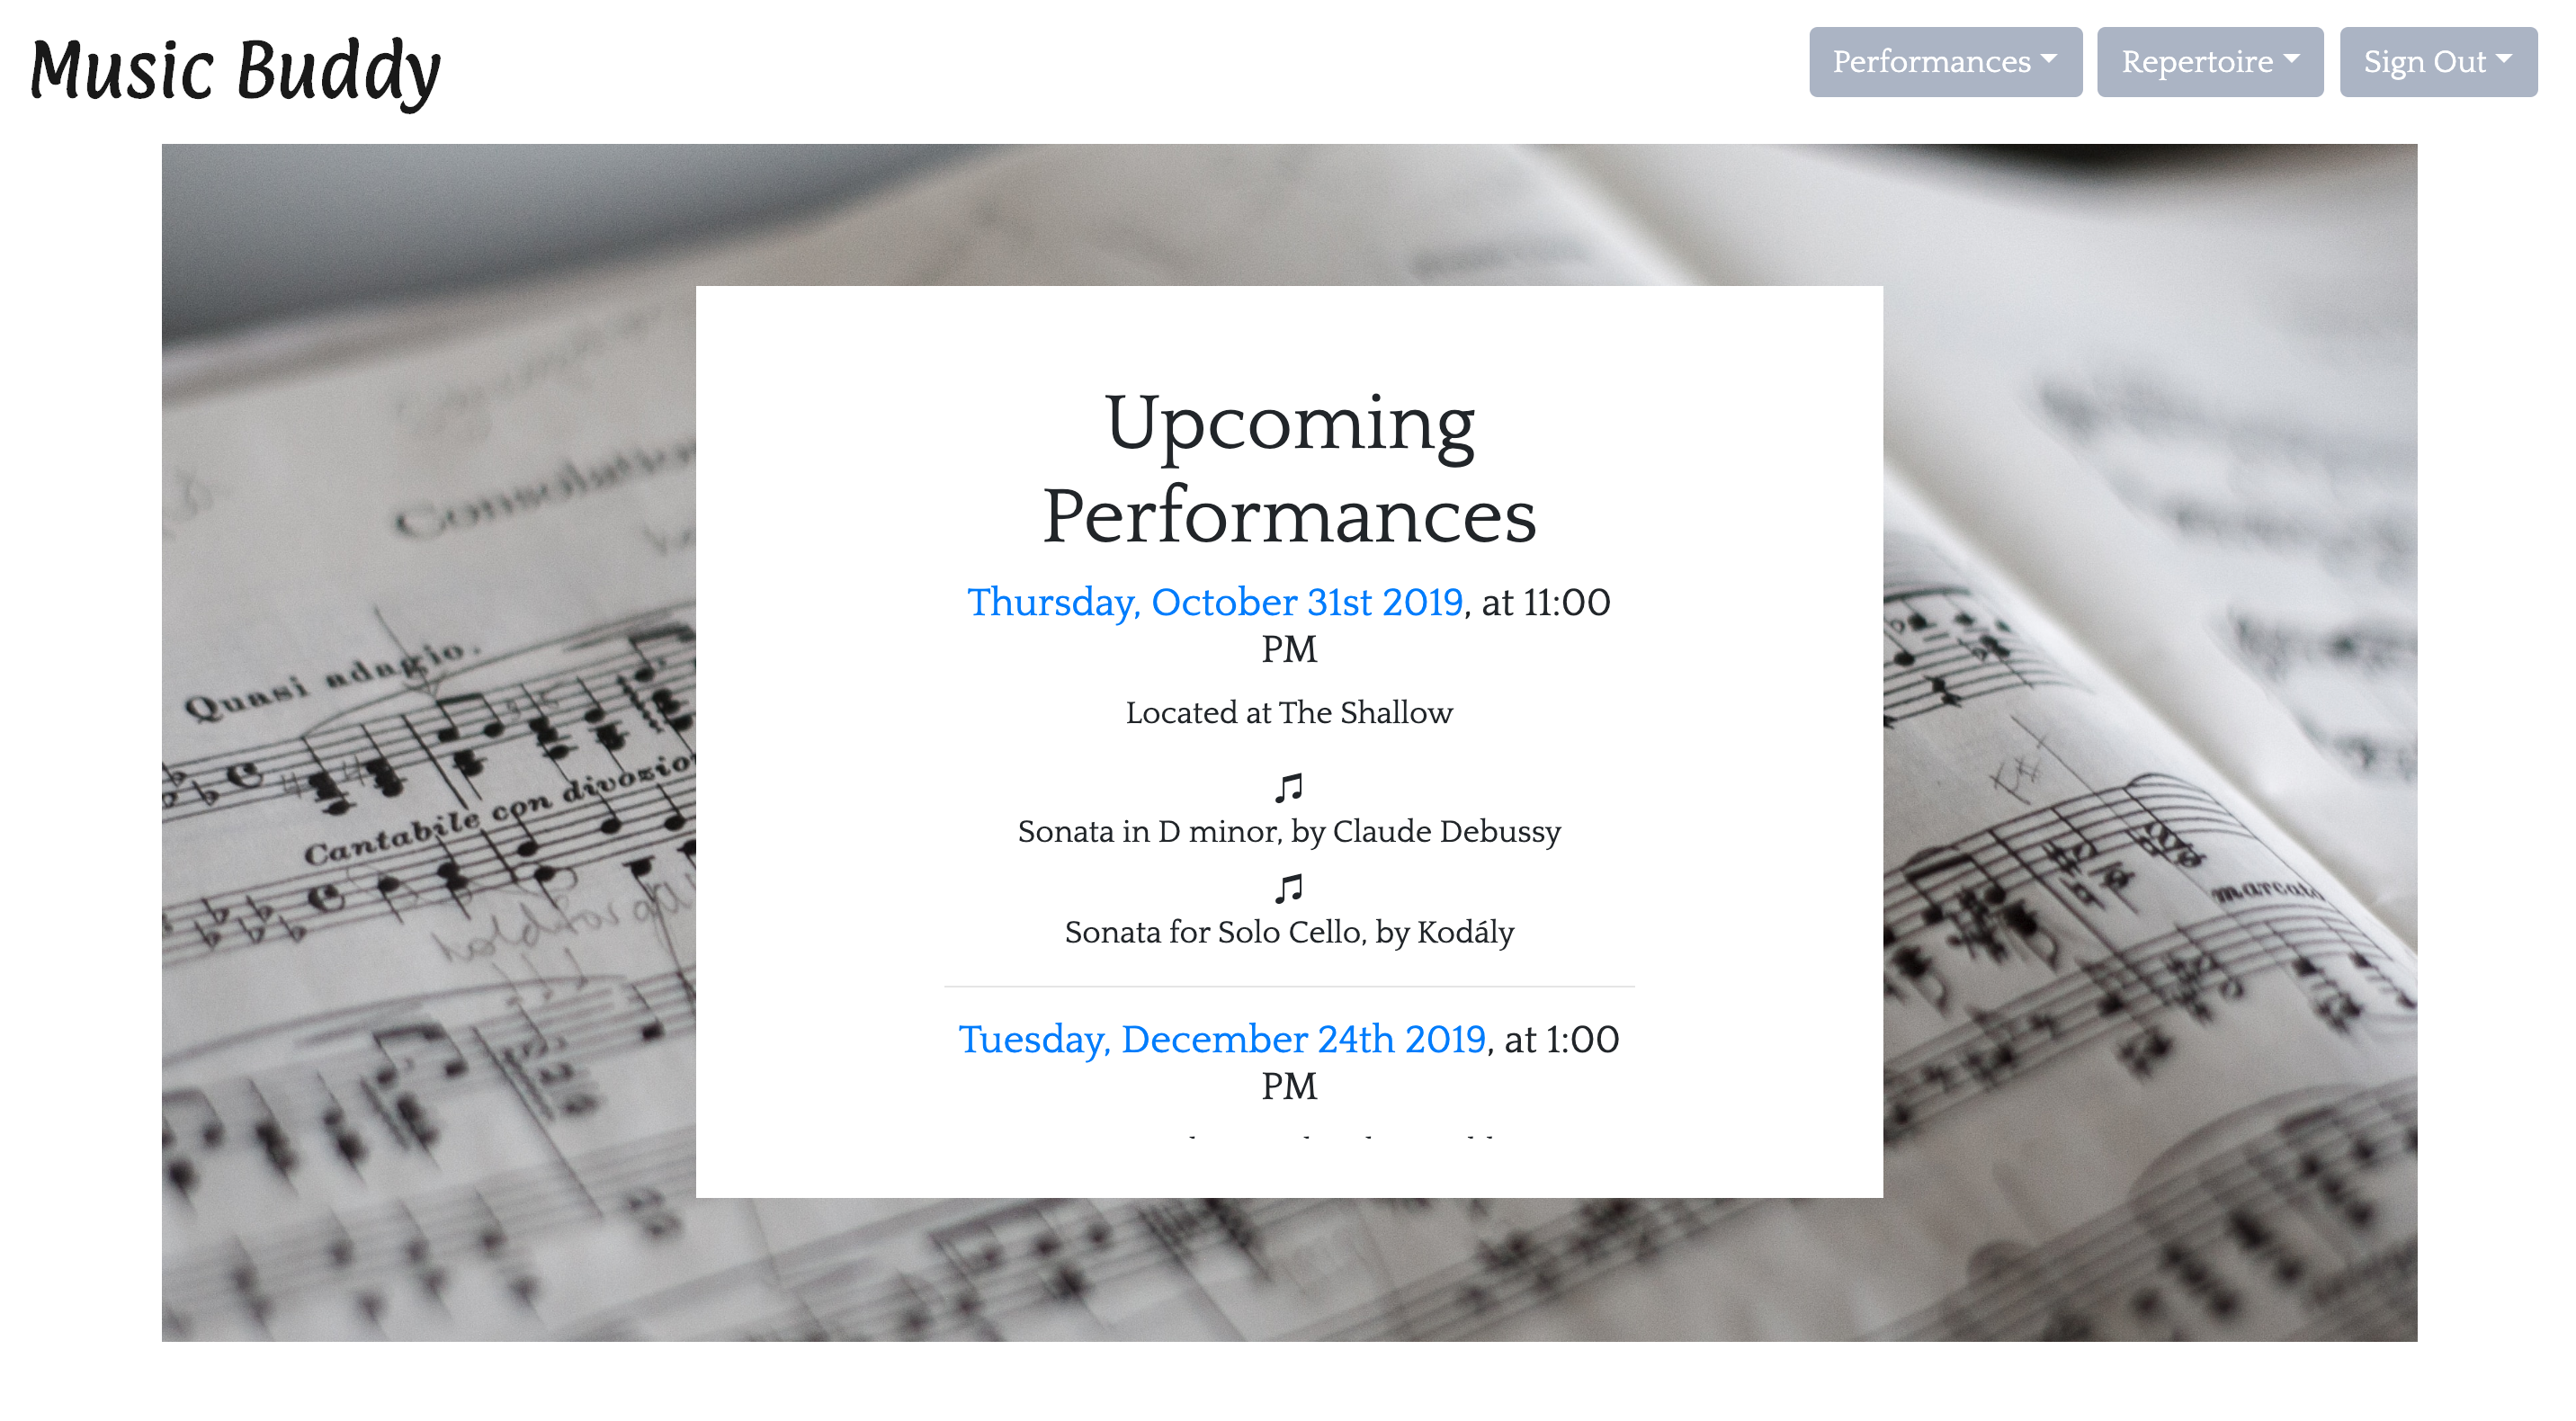 Music Buddy
Performances
Repertoire
Sign Out
Upcoming
Performances
Thursday, October 31st 2019, at 11:00
PM
Located at The Shallow
Sonata in D minor, by Claude Debussy
Sonata for Solo Cello, by Kodály
Tuesday, December 24th 2019, at 1:00
PM
Consolation
Quasi adagio.
Cantabile con
marcato